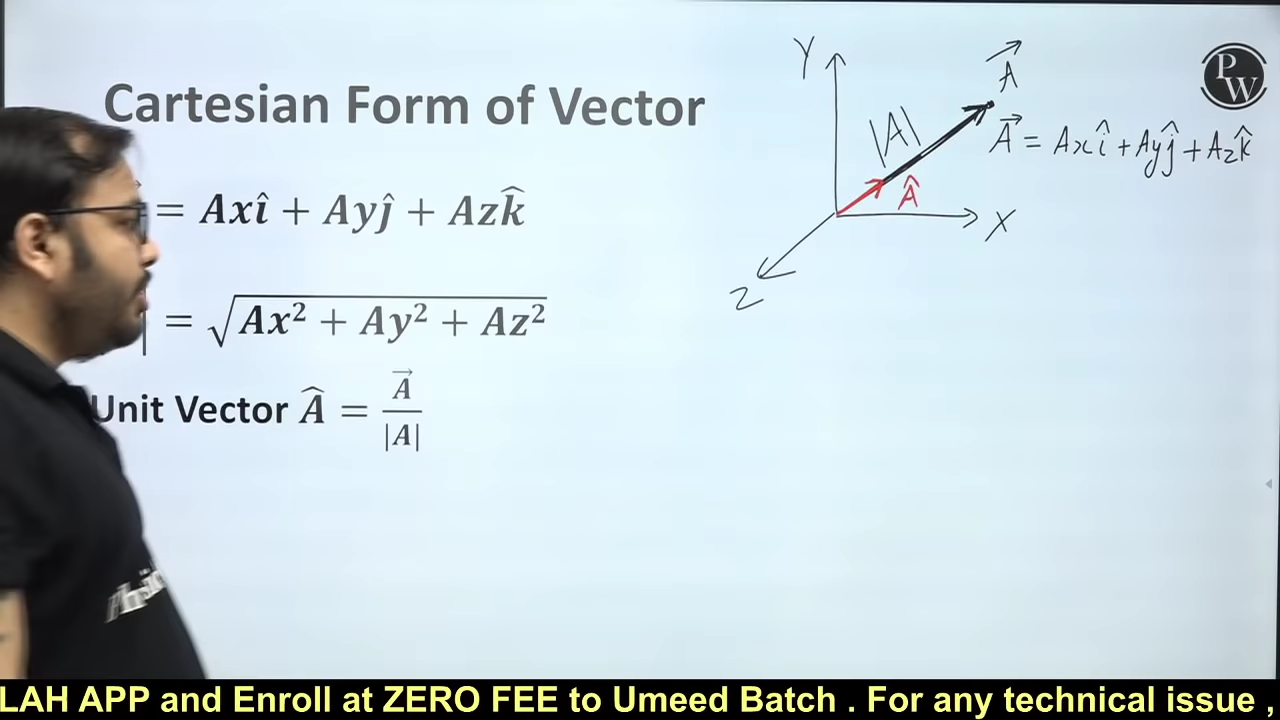 Cartesian Form of Vector
= Axî + Ayĵ + Azk̂
| = √Ax² + Ay² + Az²
Unit Vector Â = A⃗ / |A|
Y
A⃗
|A|
A⃗ = Axî + Ayĵ + Azk̂
Â
X
Z
PW
Physic
LAH APP and Enroll at ZERO FEE to Umeed Batch . For any technical issue ,